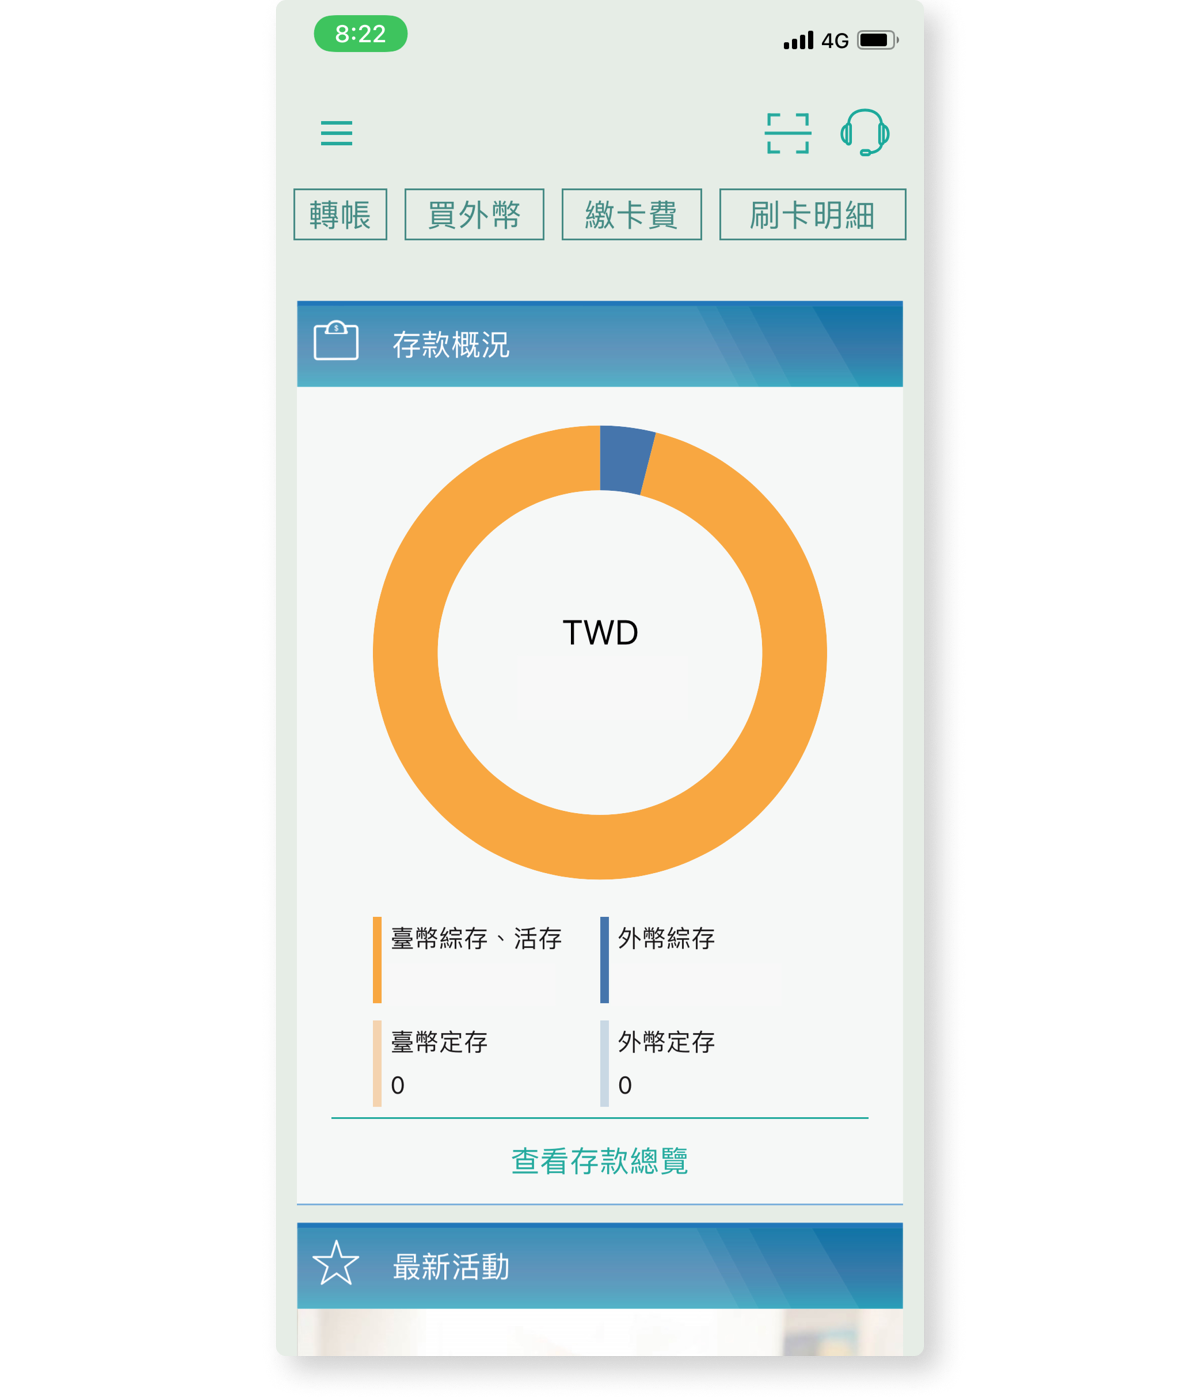 8:22
4G
轉帳 買外幣 繳卡費 刷卡明細
$
存款概況
TWD
臺幣綜存、活存
外幣綜存
臺幣定存
0
外幣定存
0
查看存款總覽
最新活動